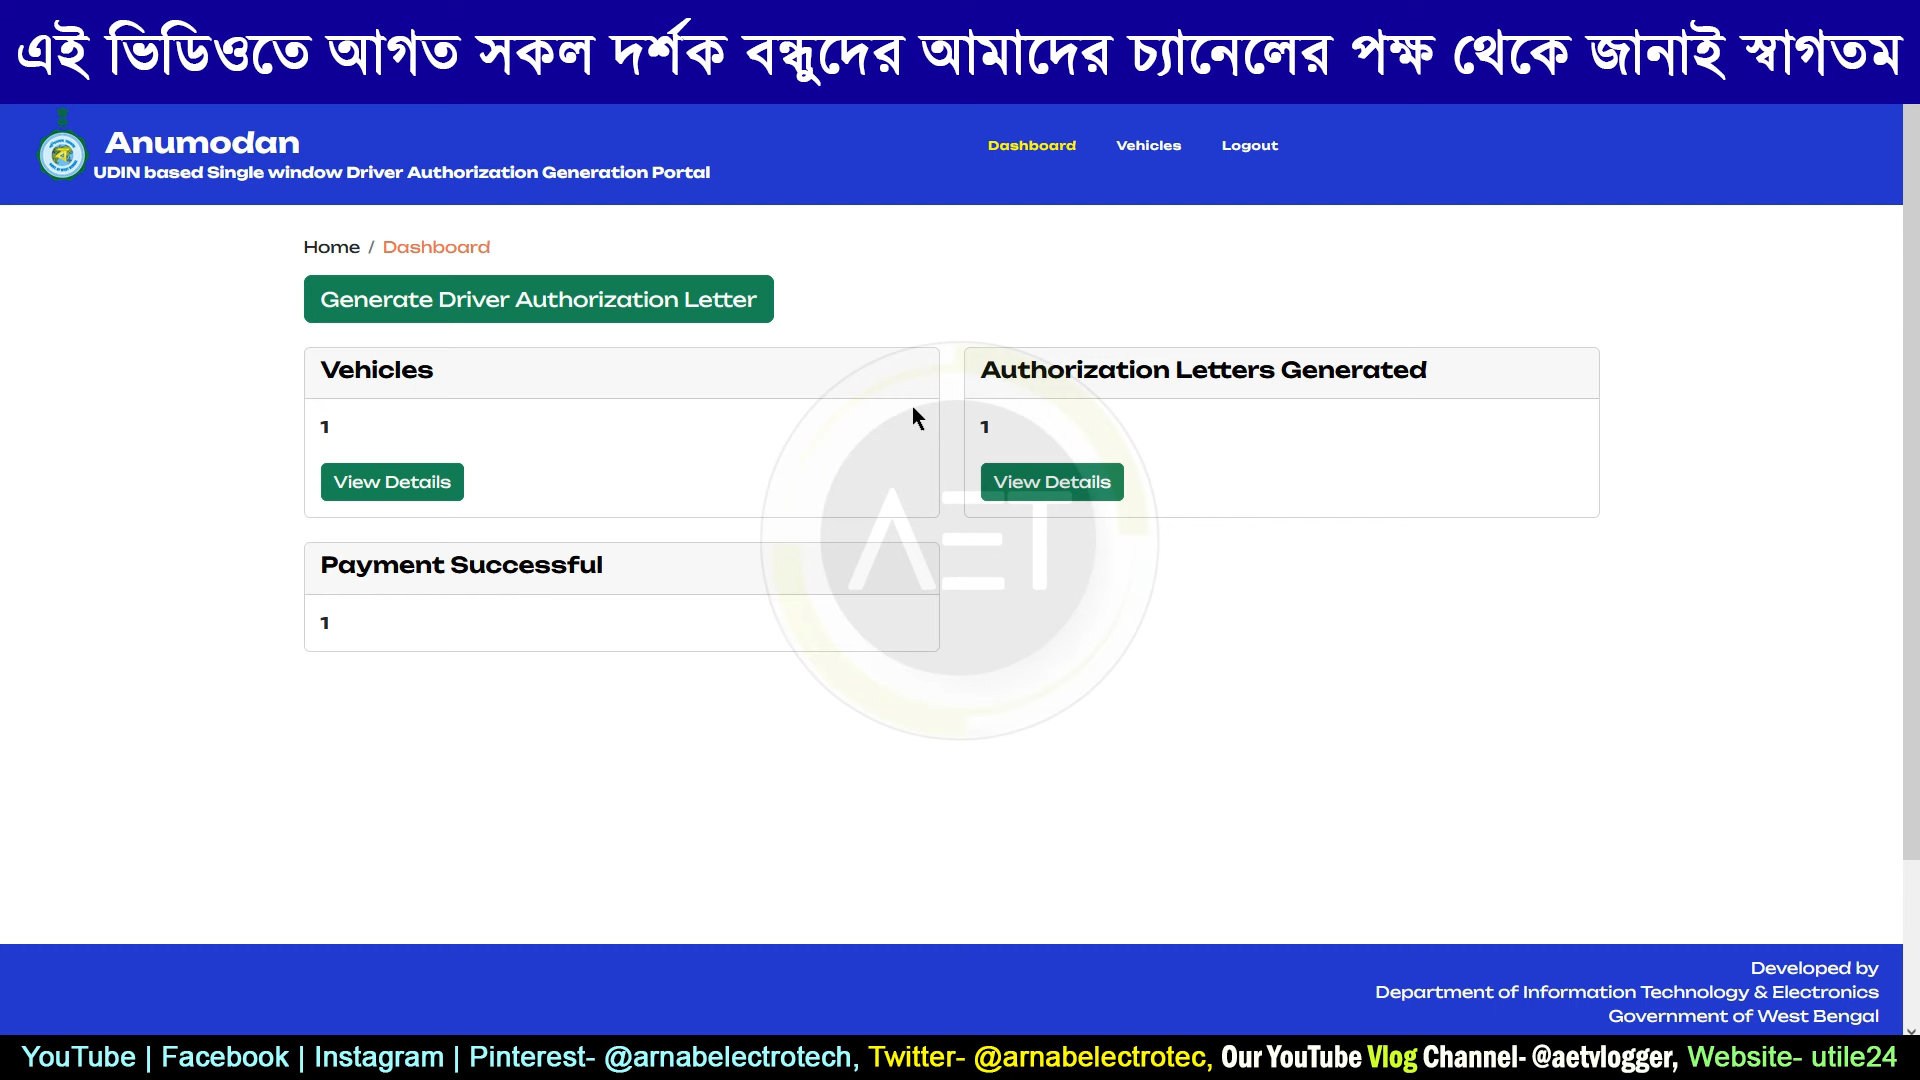 এই ভিডিওতে আগত সকল দর্শক বন্ধুদের আমাদের চ্যানেলের পক্ষ থেকে জানাই স্বাগতম
Anumodan
UDIN based Single window Driver Authorization Generation Portal
Dashboard Vehicles Logout
Home / Dashboard
Generate Driver Authorization Letter
Vehicles
1
View Details
Authorization Letters Generated
1
View Details
Payment Successful
1
AET
Developed by
Department of Information Technology & Electronics
Government of West Bengal
YouTube | Facebook | Instagram | Pinterest- @arnabelectrotech, Twitter- @arnabelectrotec, Our YouTube Vlog Channel- @aetvlogger, Website- utile24